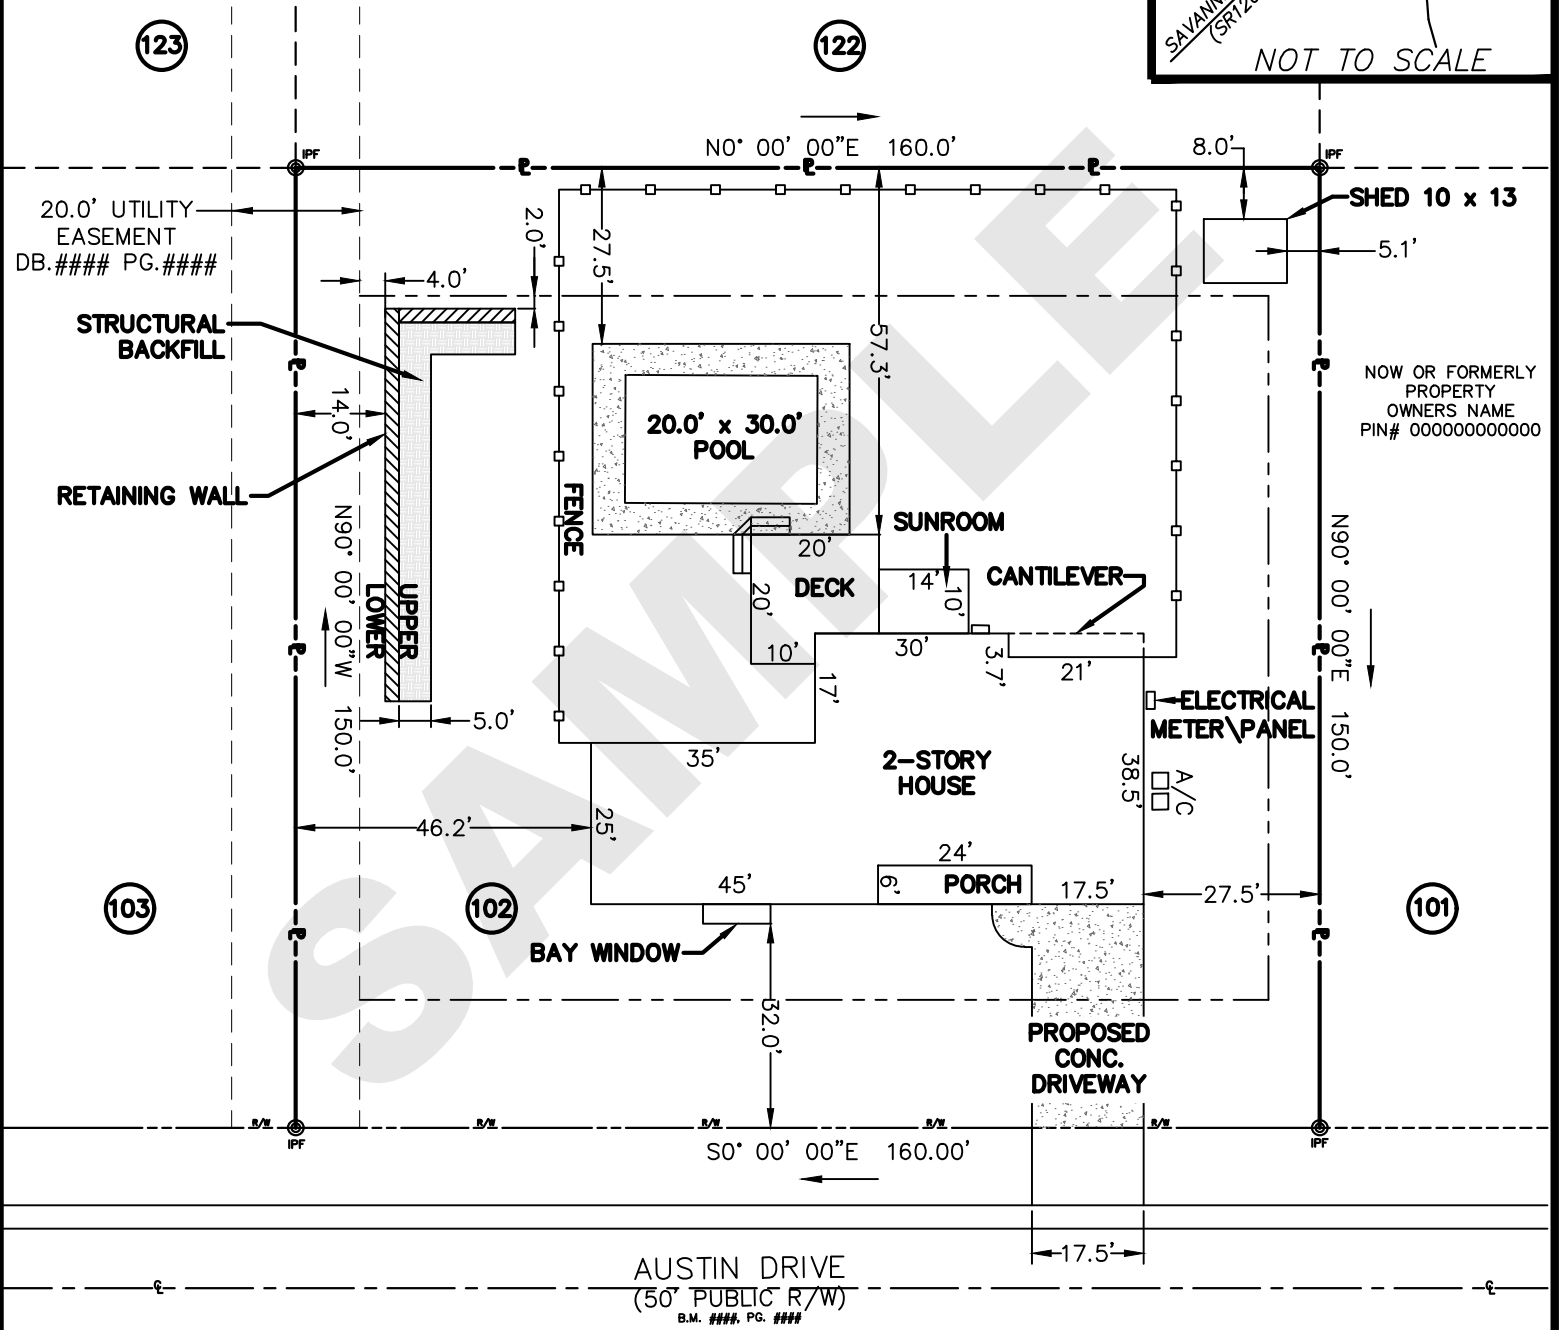 123
122
SAVANN
(SR120
NOT TO SCALE
IPF
N0° 00' 00"E 160.0'
8.0'
IPF
SHED 10 x 13
20.0' UTILITY
EASEMENT
DB.#### PG.####
2.0'
27.5'
5.1'
4.0'
STRUCTURAL
BACKFILL
57.3'
NOW OR FORMERLY
PROPERTY
OWNERS NAME
PIN# 000000000000
14.0'
20.0' x 30.0'
POOL
RETAINING WALL
FENCE
SUNROOM
20'
DECK
20'
14'
10'
CANTILEVER
N90° 00' 00"W 150.0'
LOWER
UPPER
N90° 00' 00"E 150.0'
10'
30'
3.7'
21'
17'
5.0'
ELECTRICAL
METER\PANEL
35'
2-STORY
HOUSE
38.5'
A/C
46.2'
25'
24'
45'
6'
PORCH
17.5'
27.5'
103
102
101
BAY WINDOW
32.0'
PROPOSED
CONC.
DRIVEWAY
R/W R/W R/W R/W R/W
IPF
IPF
S0° 00' 00"E 160.00'
17.5'
AUSTIN DRIVE
(50' PUBLIC R/W)
B.M. ####, PG. ####
SAMPLE